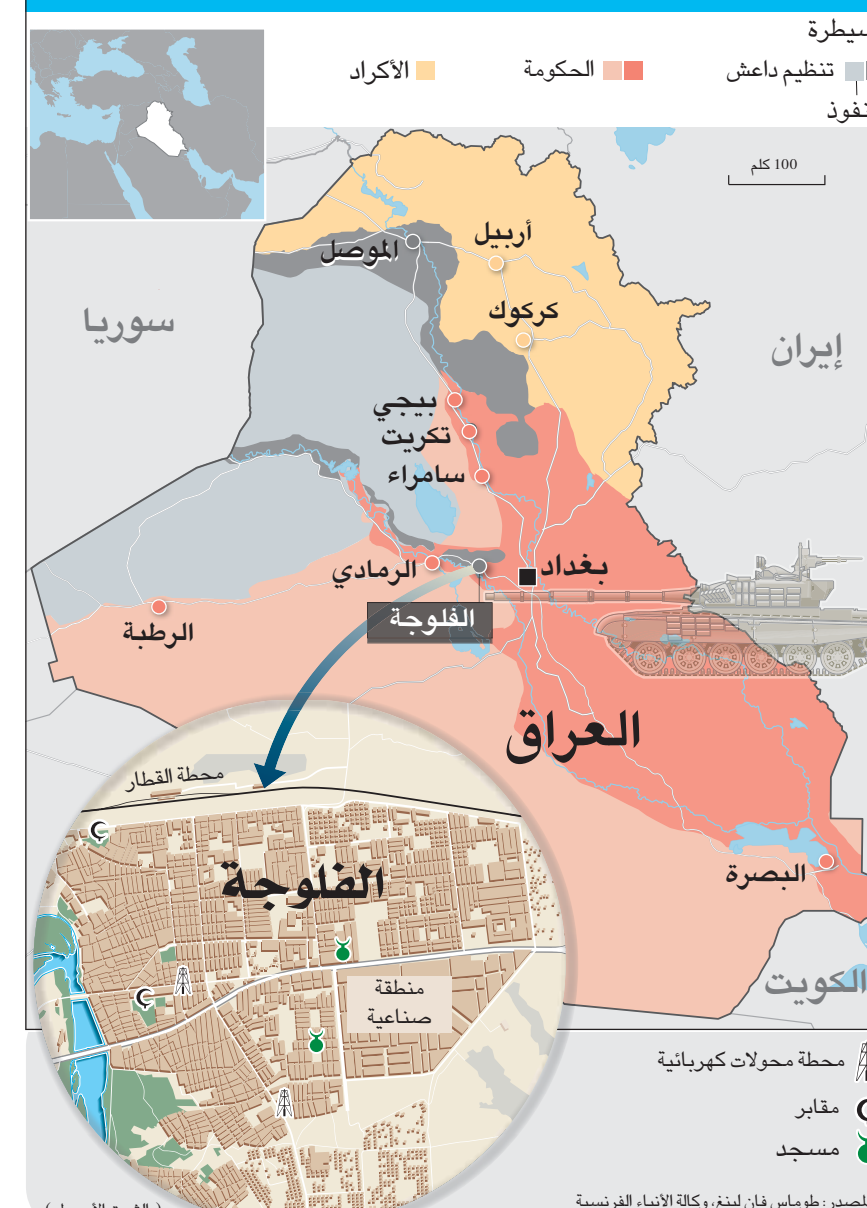 سيطرة
تنظيم داعش
الحكومة
الأكراد
نفوذ
100 كلم
أربيل
الموصل
كركوك
سوريا
إيران
بيجي
تكريت
سامراء
بغداد
الرمادي
الفلوجة
الرطبة
العراق
محطة القطار
البصرة
الفلوجة
الكويت
منطقة
صناعية
محطة محولات كهربائية
مقابر
مسجد
المصدر: طوماس فان لينغ، وكالة الأنباء الفرنسية